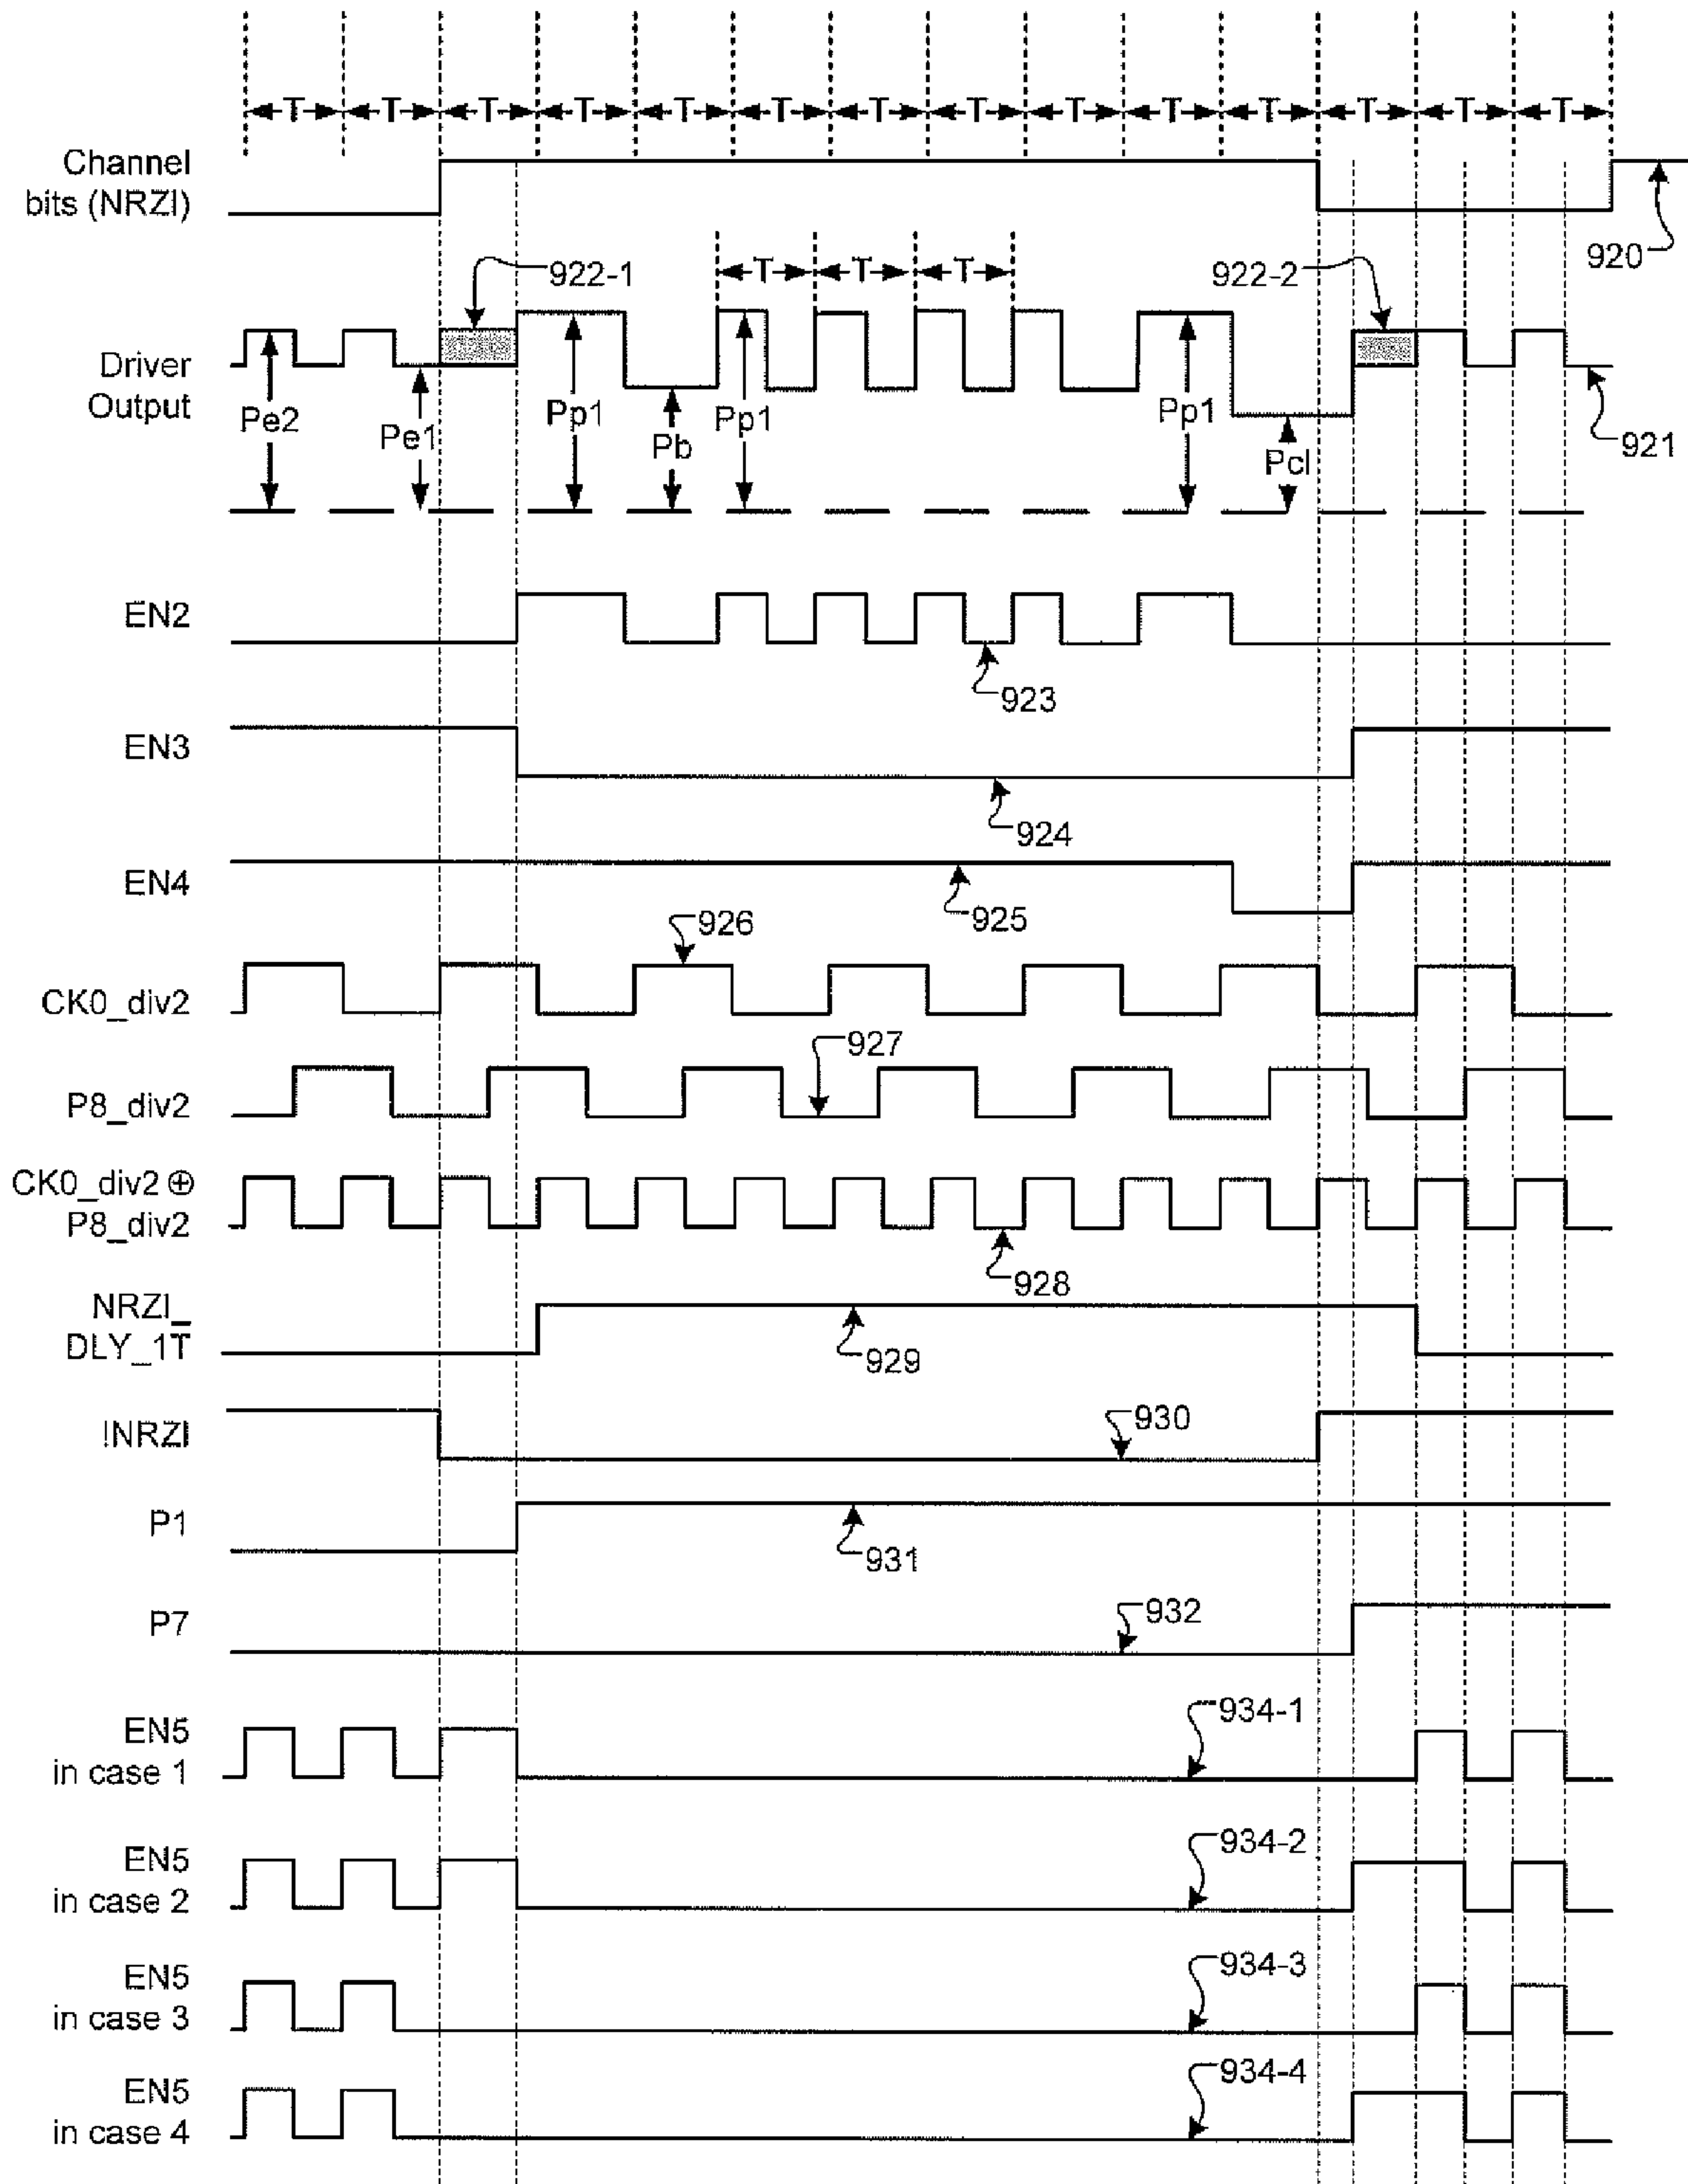 T T T T T T T T T T T T T T
Channel
bits (NRZI)
920
T T T
922-1
922-2
Driver
Output
Pe2
Pe1
Pp1
Pb
Pp1
Pp1
Pcl
921
EN2
923
EN3
924
EN4
925
926
CK0_div2
927
P8_div2
CK0_div2 ⊕
P8_div2
928
NRZI_
DLY_1T
929
!NRZI
930
P1
931
P7
932
EN5
in case 1
934-1
EN5
in case 2
934-2
EN5
in case 3
934-3
EN5
in case 4
934-4